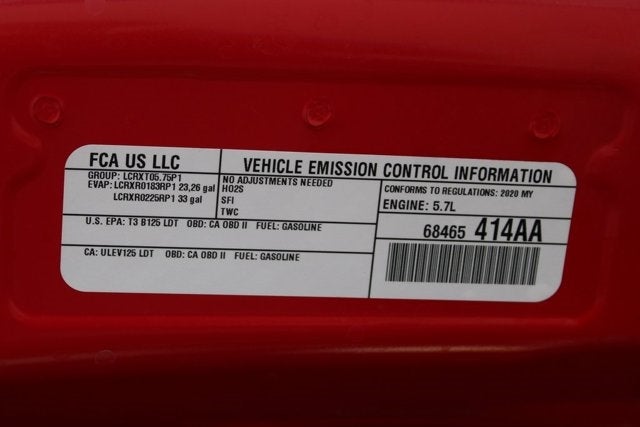 FCA US LLC
VEHICLE EMISSION CONTROL INFORMATION
GROUP: LCRXT05.75P1
EVAP: LCRXR0183RP1 23,26 gal
LCRXR0225RP1 33 gal
NO ADJUSTMENTS NEEDED
HO2S
SFI
TWC
CONFORMS TO REGULATIONS: 2020 MY
ENGINE: 5.7L
U.S. EPA: T3 B125 LDT OBD: CA OBD II FUEL: GASOLINE
68465 414AA
CA: ULEV125 LDT OBD: CA OBD II FUEL: GASOLINE